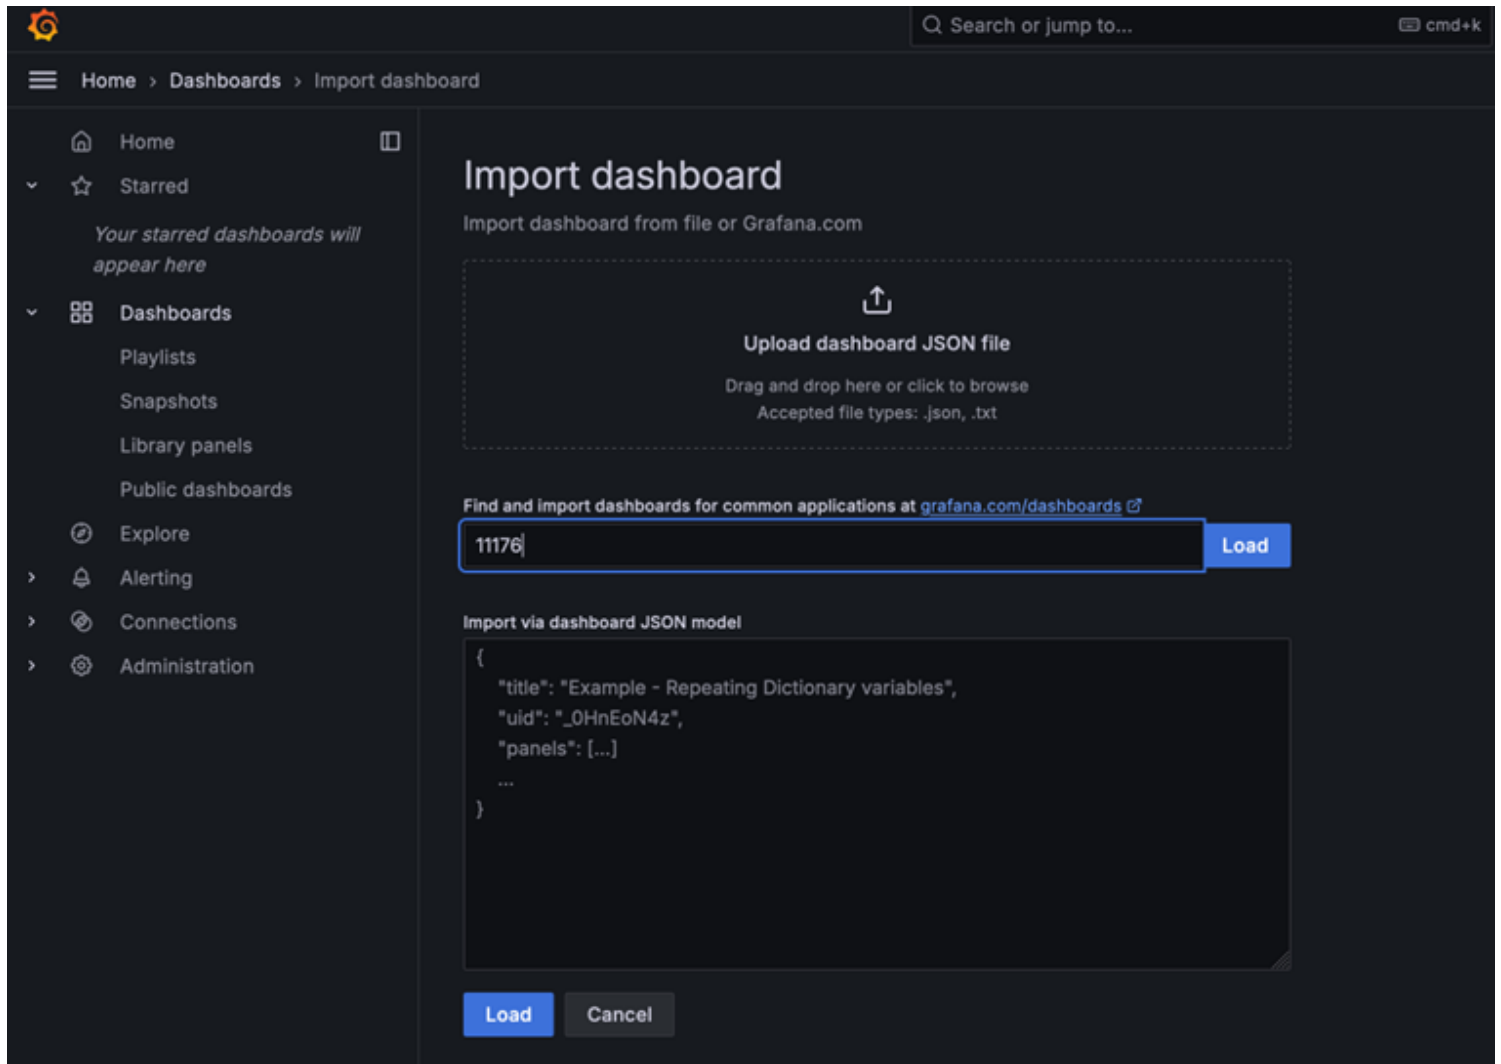 Search or jump to...
cmd+k
Home › Dashboards › Import dashboard
Home
Starred
Your starred dashboards will
appear here
Dashboards
Playlists
Snapshots
Library panels
Public dashboards
Explore
Alerting
Connections
Administration
Import dashboard
Import dashboard from file or Grafana.com
Upload dashboard JSON file
Drag and drop here or click to browse
Accepted file types: .json, .txt
Find and import dashboards for common applications at grafana.com/dashboards
11176
Load
Import via dashboard JSON model
{
"title": "Example - Repeating Dictionary variables",
"uid": "_0HnEoN4z",
"panels": [...]
...
}
Load
Cancel